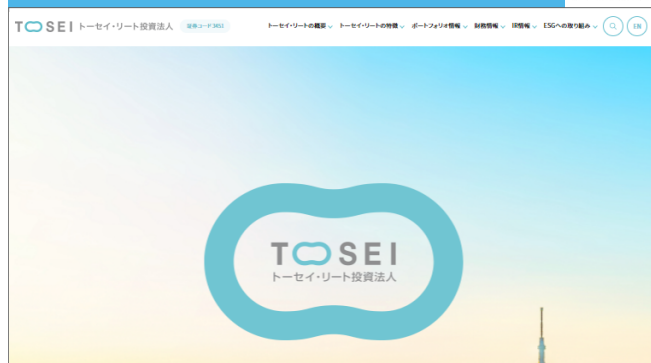 TOSEI トーセイ・リート投資法人 証券コード3451 トーセイ・リートの概要 トーセイ・リートの特徴 ポートフォリオ情報 財務情報 IR情報 ESGへの取り組み EN
TOSEI
トーセイ・リート投資法人